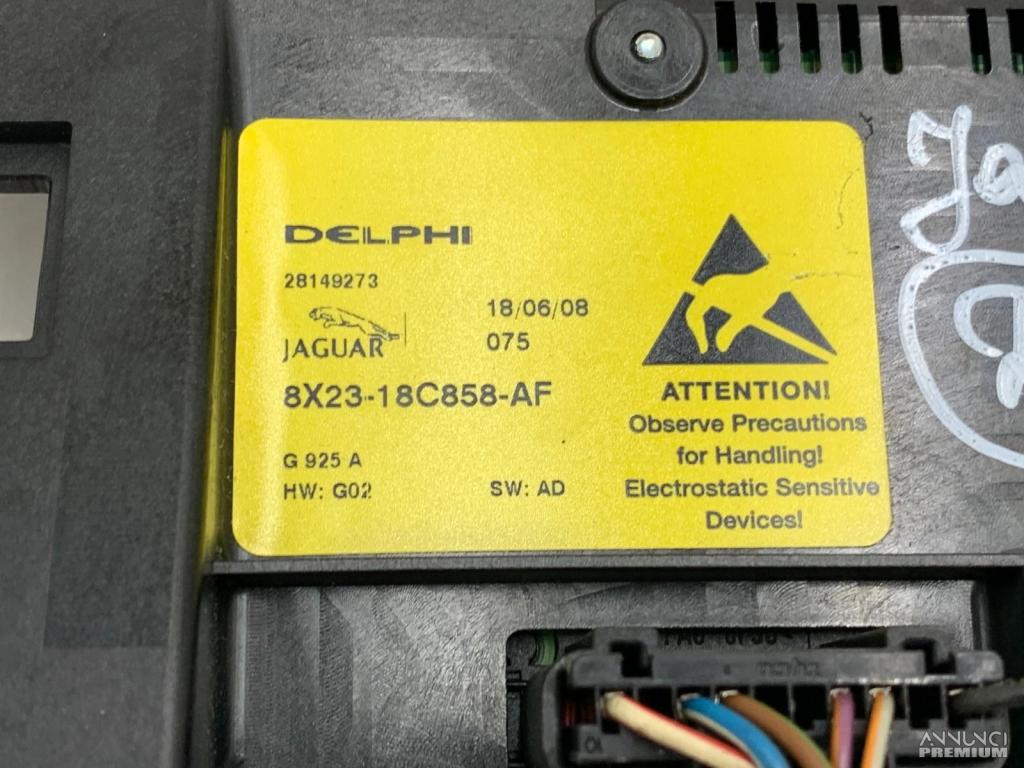 DELPHI
28149273
18/06/08
JAGUAR
075
8X23-18C858-AF
G 925 A
HW: G02
SW: AD
ATTENTION!
Observe Precautions
for Handling!
Electrostatic Sensitive
Devices!
ANNUNCI
PREMIUM